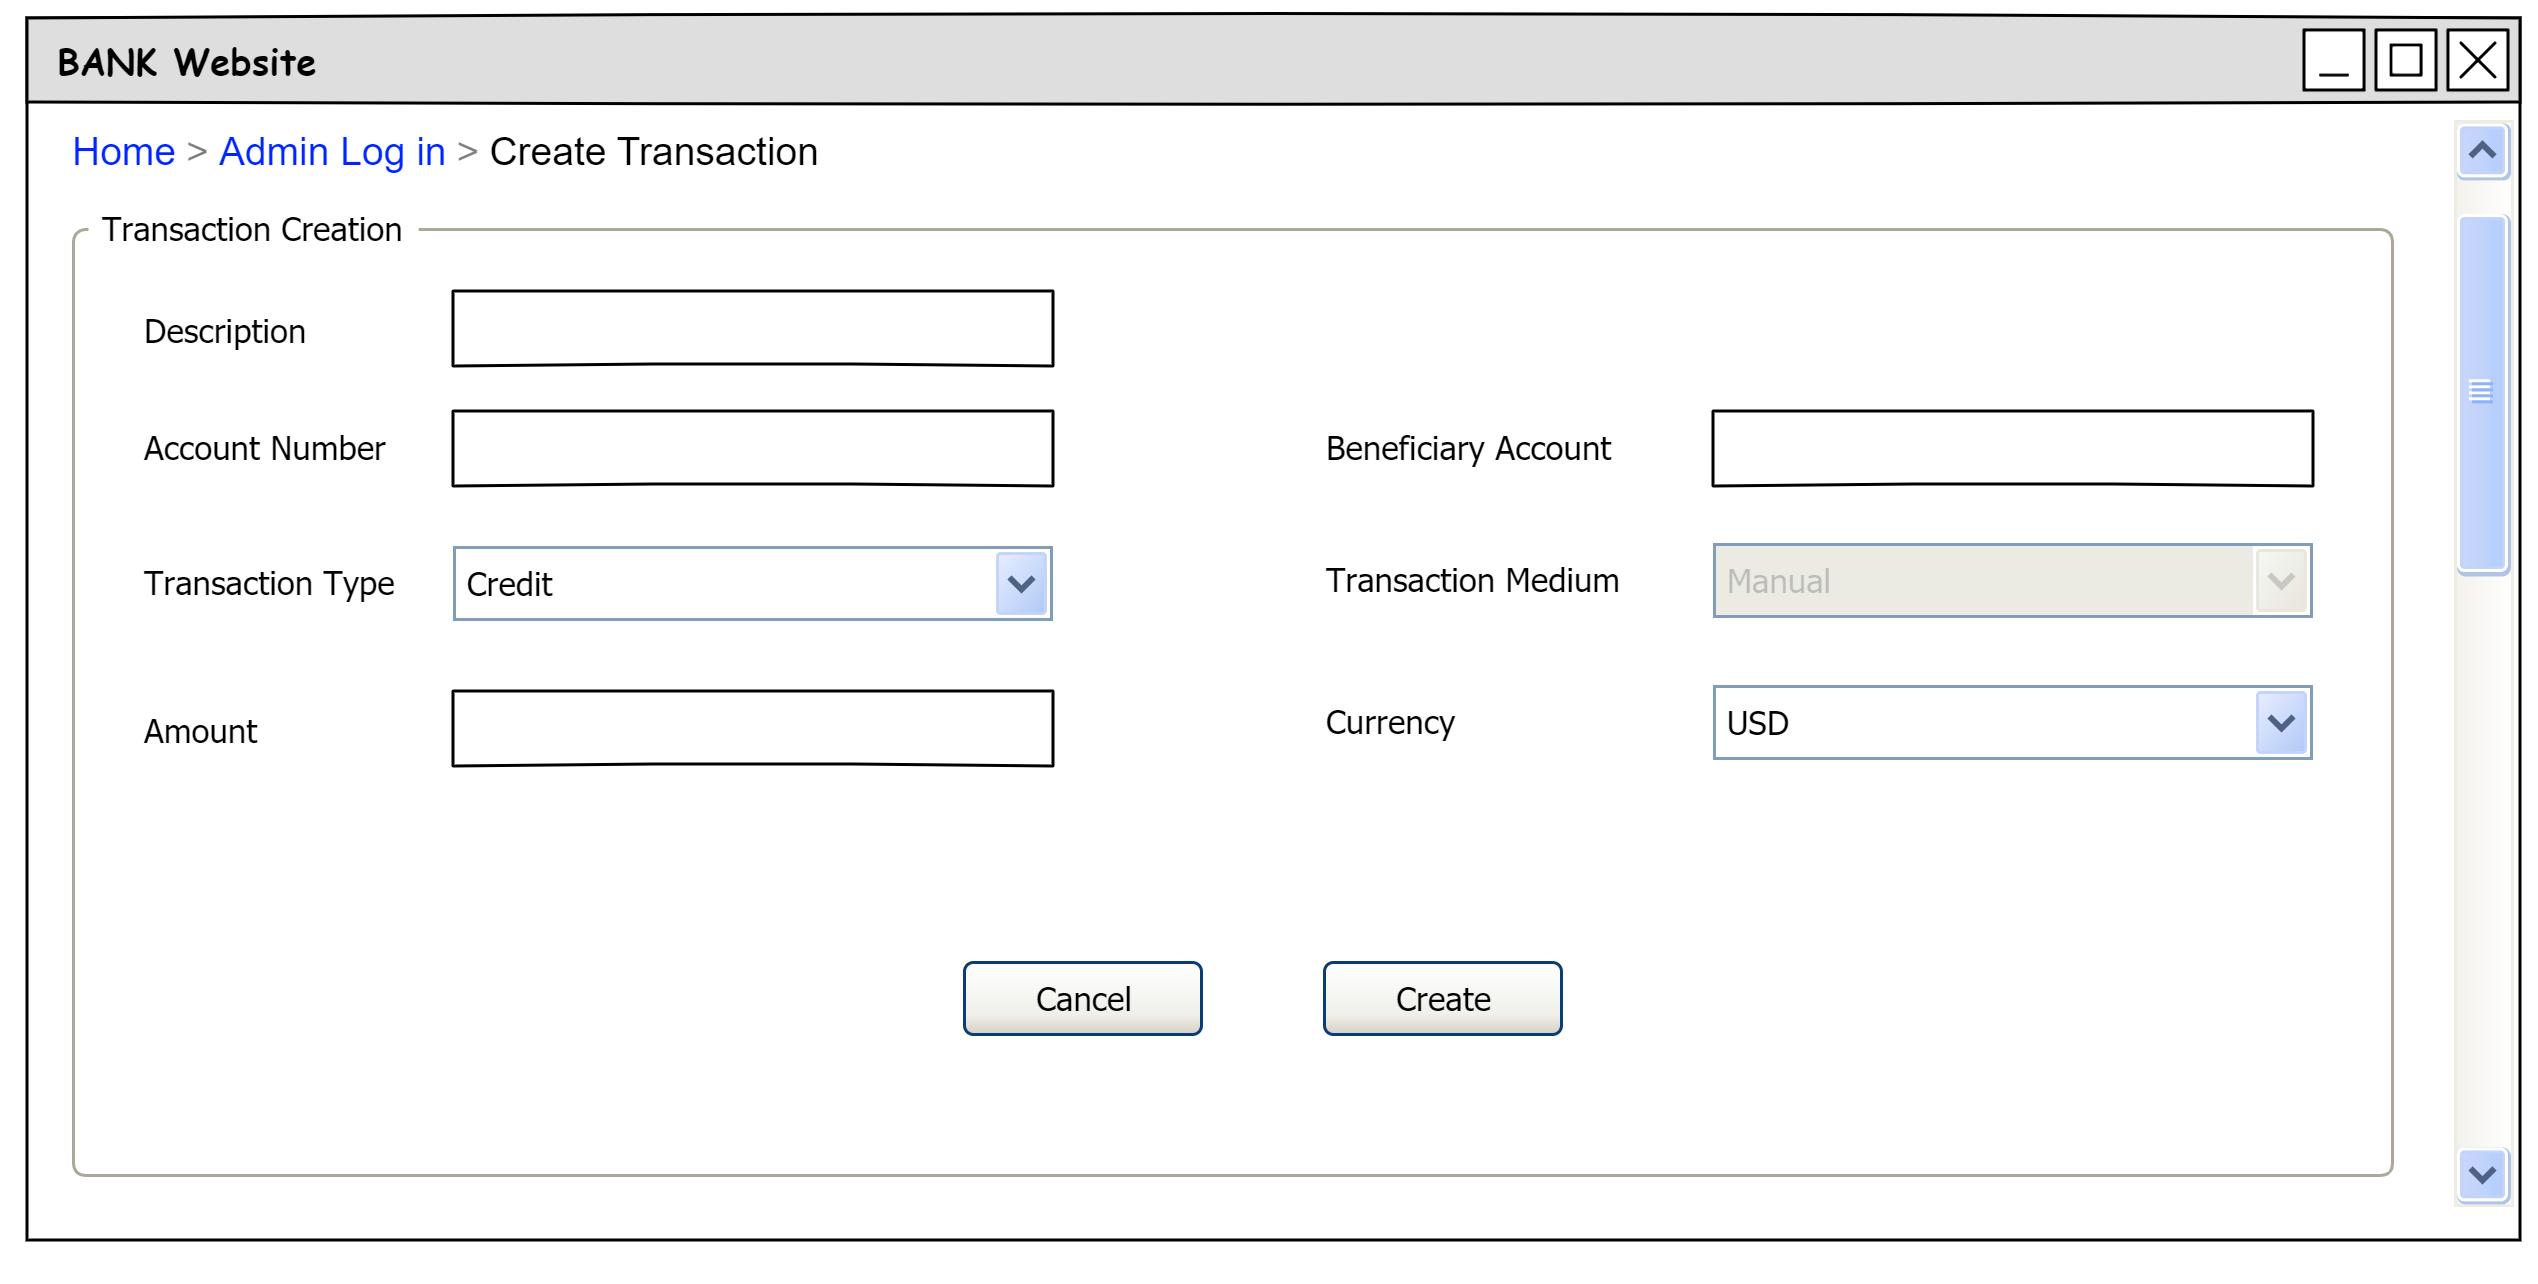 BANK Website
Home > Admin Log in > Create Transaction
Transaction Creation
Description
Account Number
Beneficiary Account
Transaction Type
Credit
Transaction Medium
Manual
Amount
Currency
USD
Cancel
Create